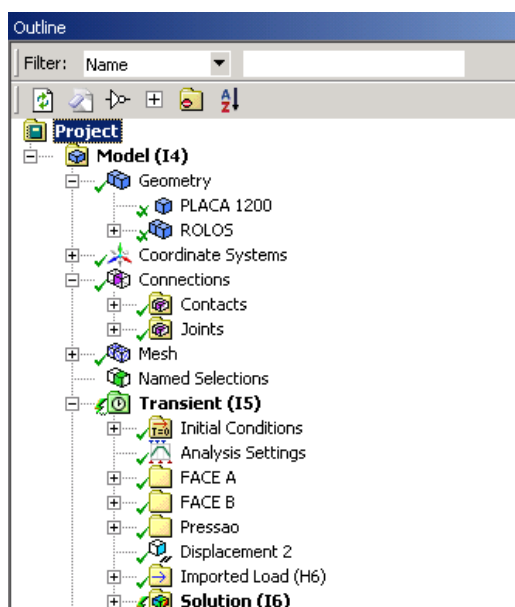 Outline
Filter: Name
Project
Model (I4)
Geometry
PLACA 1200
ROLOS
Coordinate Systems
Connections
Contacts
Joints
Mesh
Named Selections
Transient (I5)
Initial Conditions
Analysis Settings
FACE A
FACE B
Pressao
Displacement 2
Imported Load (H6)
Solution (I6)